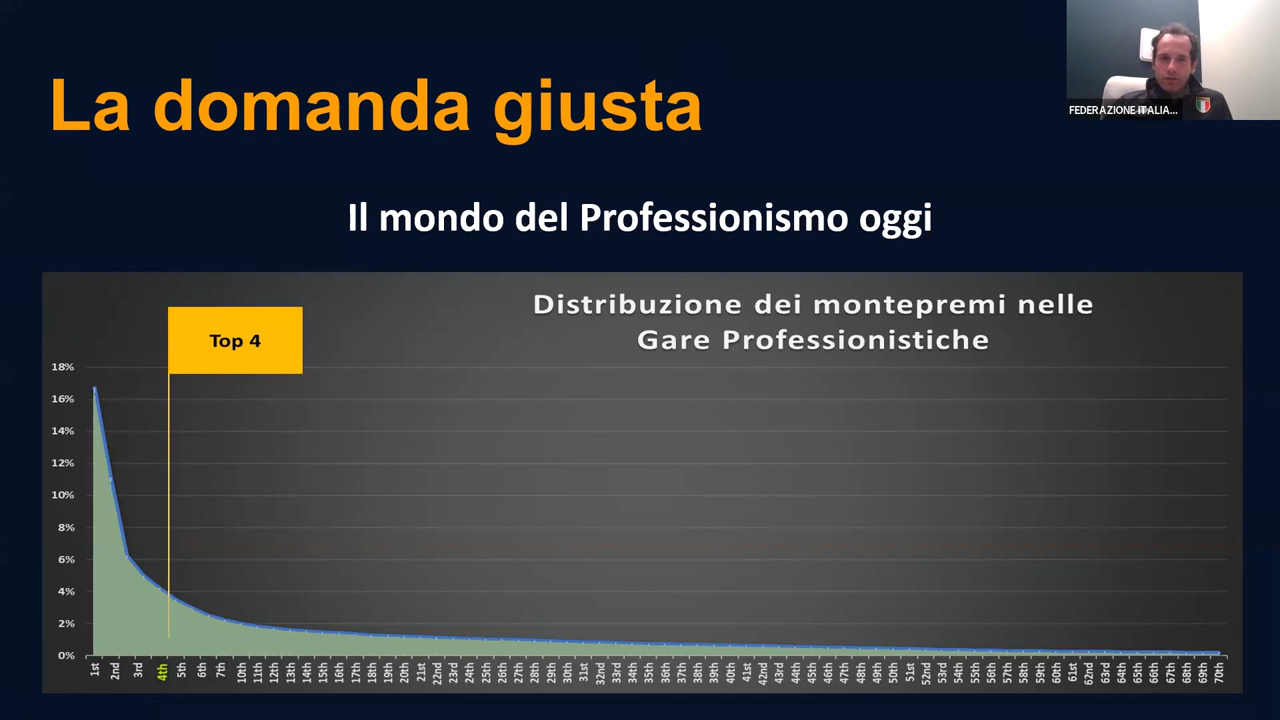 La domanda giusta
FEDERAZIONE ITALIA...
Il mondo del Professionismo oggi
Distribuzione dei montepremi nelle
Gare Professionistiche
Top 4
18%
16%
14%
12%
10%
8%
6%
4%
2%
0%
1st
2nd
3rd
4th
5th
6th
7th
10th
11th
12th
13th
14th
15th
16th
17th
18th
19th
20th
21st
22nd
23rd
24th
25th
26th
27th
28th
29th
30th
31st
32nd
33rd
34th
35th
36th
37th
38th
39th
40th
41st
42nd
43rd
44th
45th
46th
47th
48th
49th
50th
51st
52nd
53rd
54th
55th
56th
57th
58th
59th
60th
61st
62nd
63rd
64th
65th
66th
67th
68th
69th
70th